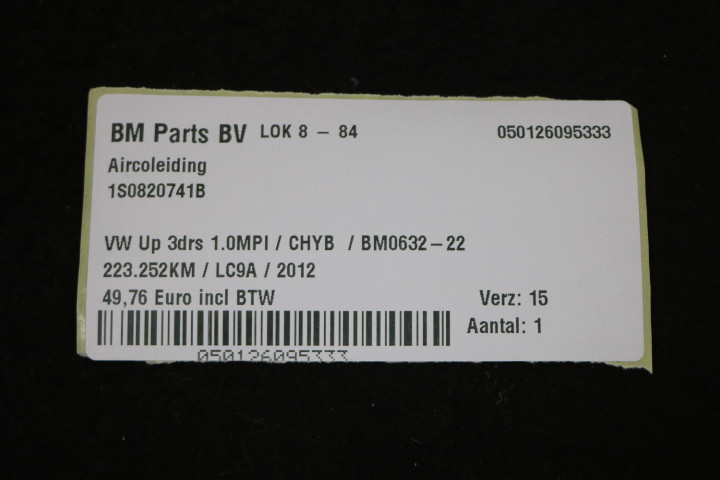 BM Parts BV LOK 8 - 84 050126095333
Aircoleiding
1S0820741B
VW Up 3drs 1.0MPI / CHYB / BM0632-22
223.252KM / LC9A / 2012
49,76 Euro incl BTW Verz: 15
Aantal: 1
050126095333